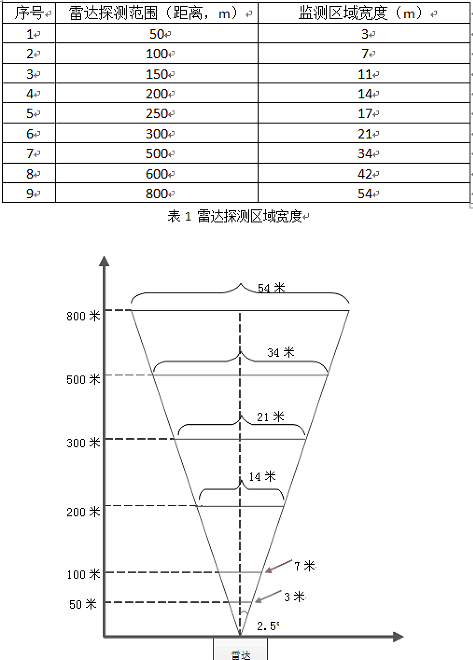 序号 雷达探测范围（距离，m） 监测区域宽度（m）
1 50 3
2 100 7
3 150 11
4 200 14
5 250 17
6 300 21
7 500 34
8 600 42
9 800 54
表 1 雷达探测区域宽度
54 米
800 米
34 米
500 米
21 米
300 米
14 米
200 米
7 米
100 米
3 米
50 米
2.5°
雷达